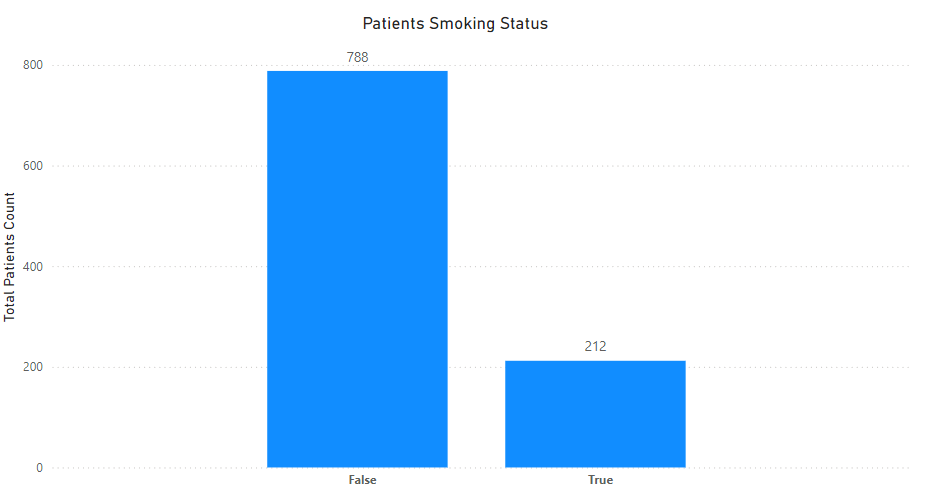 Patients Smoking Status
Total Patients Count
800
600
400
200
0
788
212
False
True